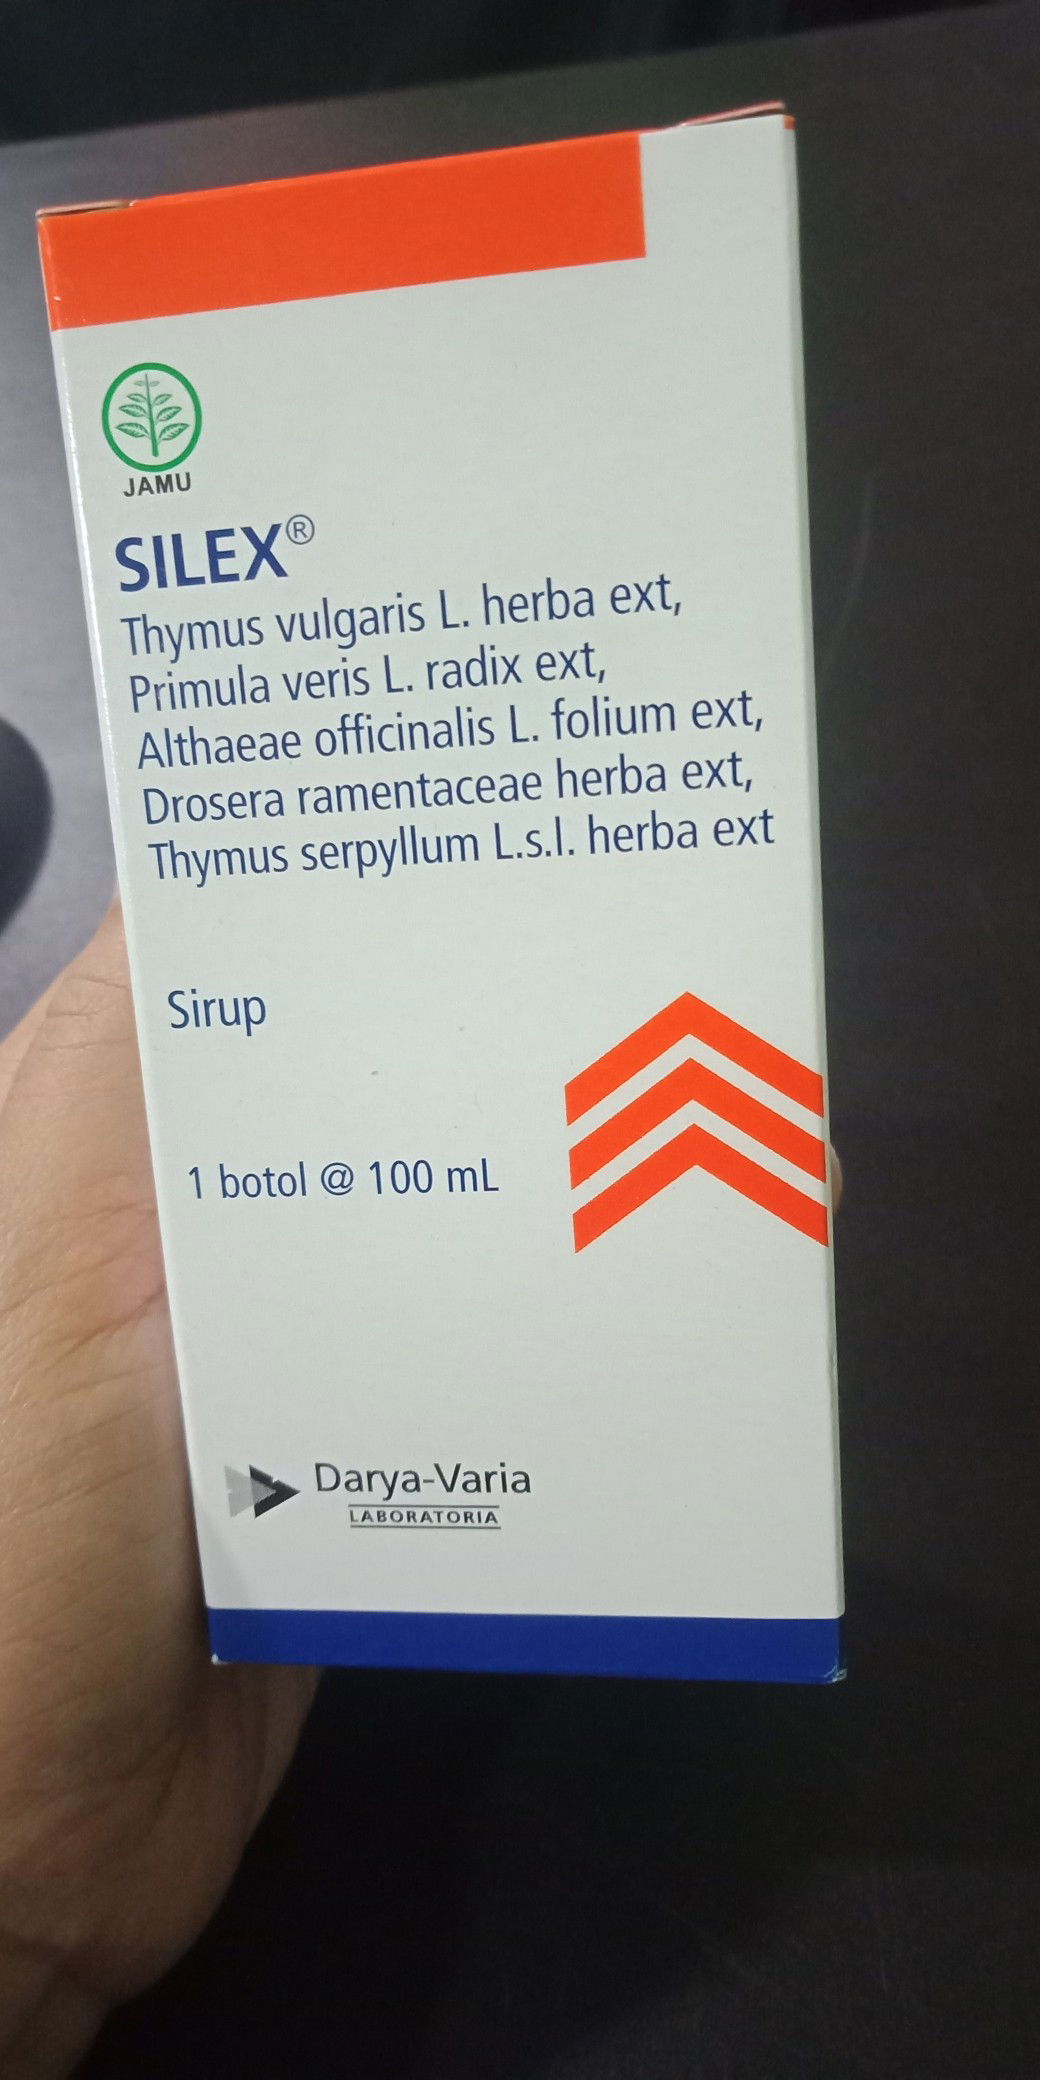 JAMU
SILEX®
Thymus vulgaris L. herba ext,
Primula veris L. radix ext,
Althaeae officinalis L. folium ext,
Drosera ramentaceae herba ext,
Thymus serpyllum L.s.l. herba ext
Sirup
1 botol @ 100 mL
Darya-Varia
LABORATORIA